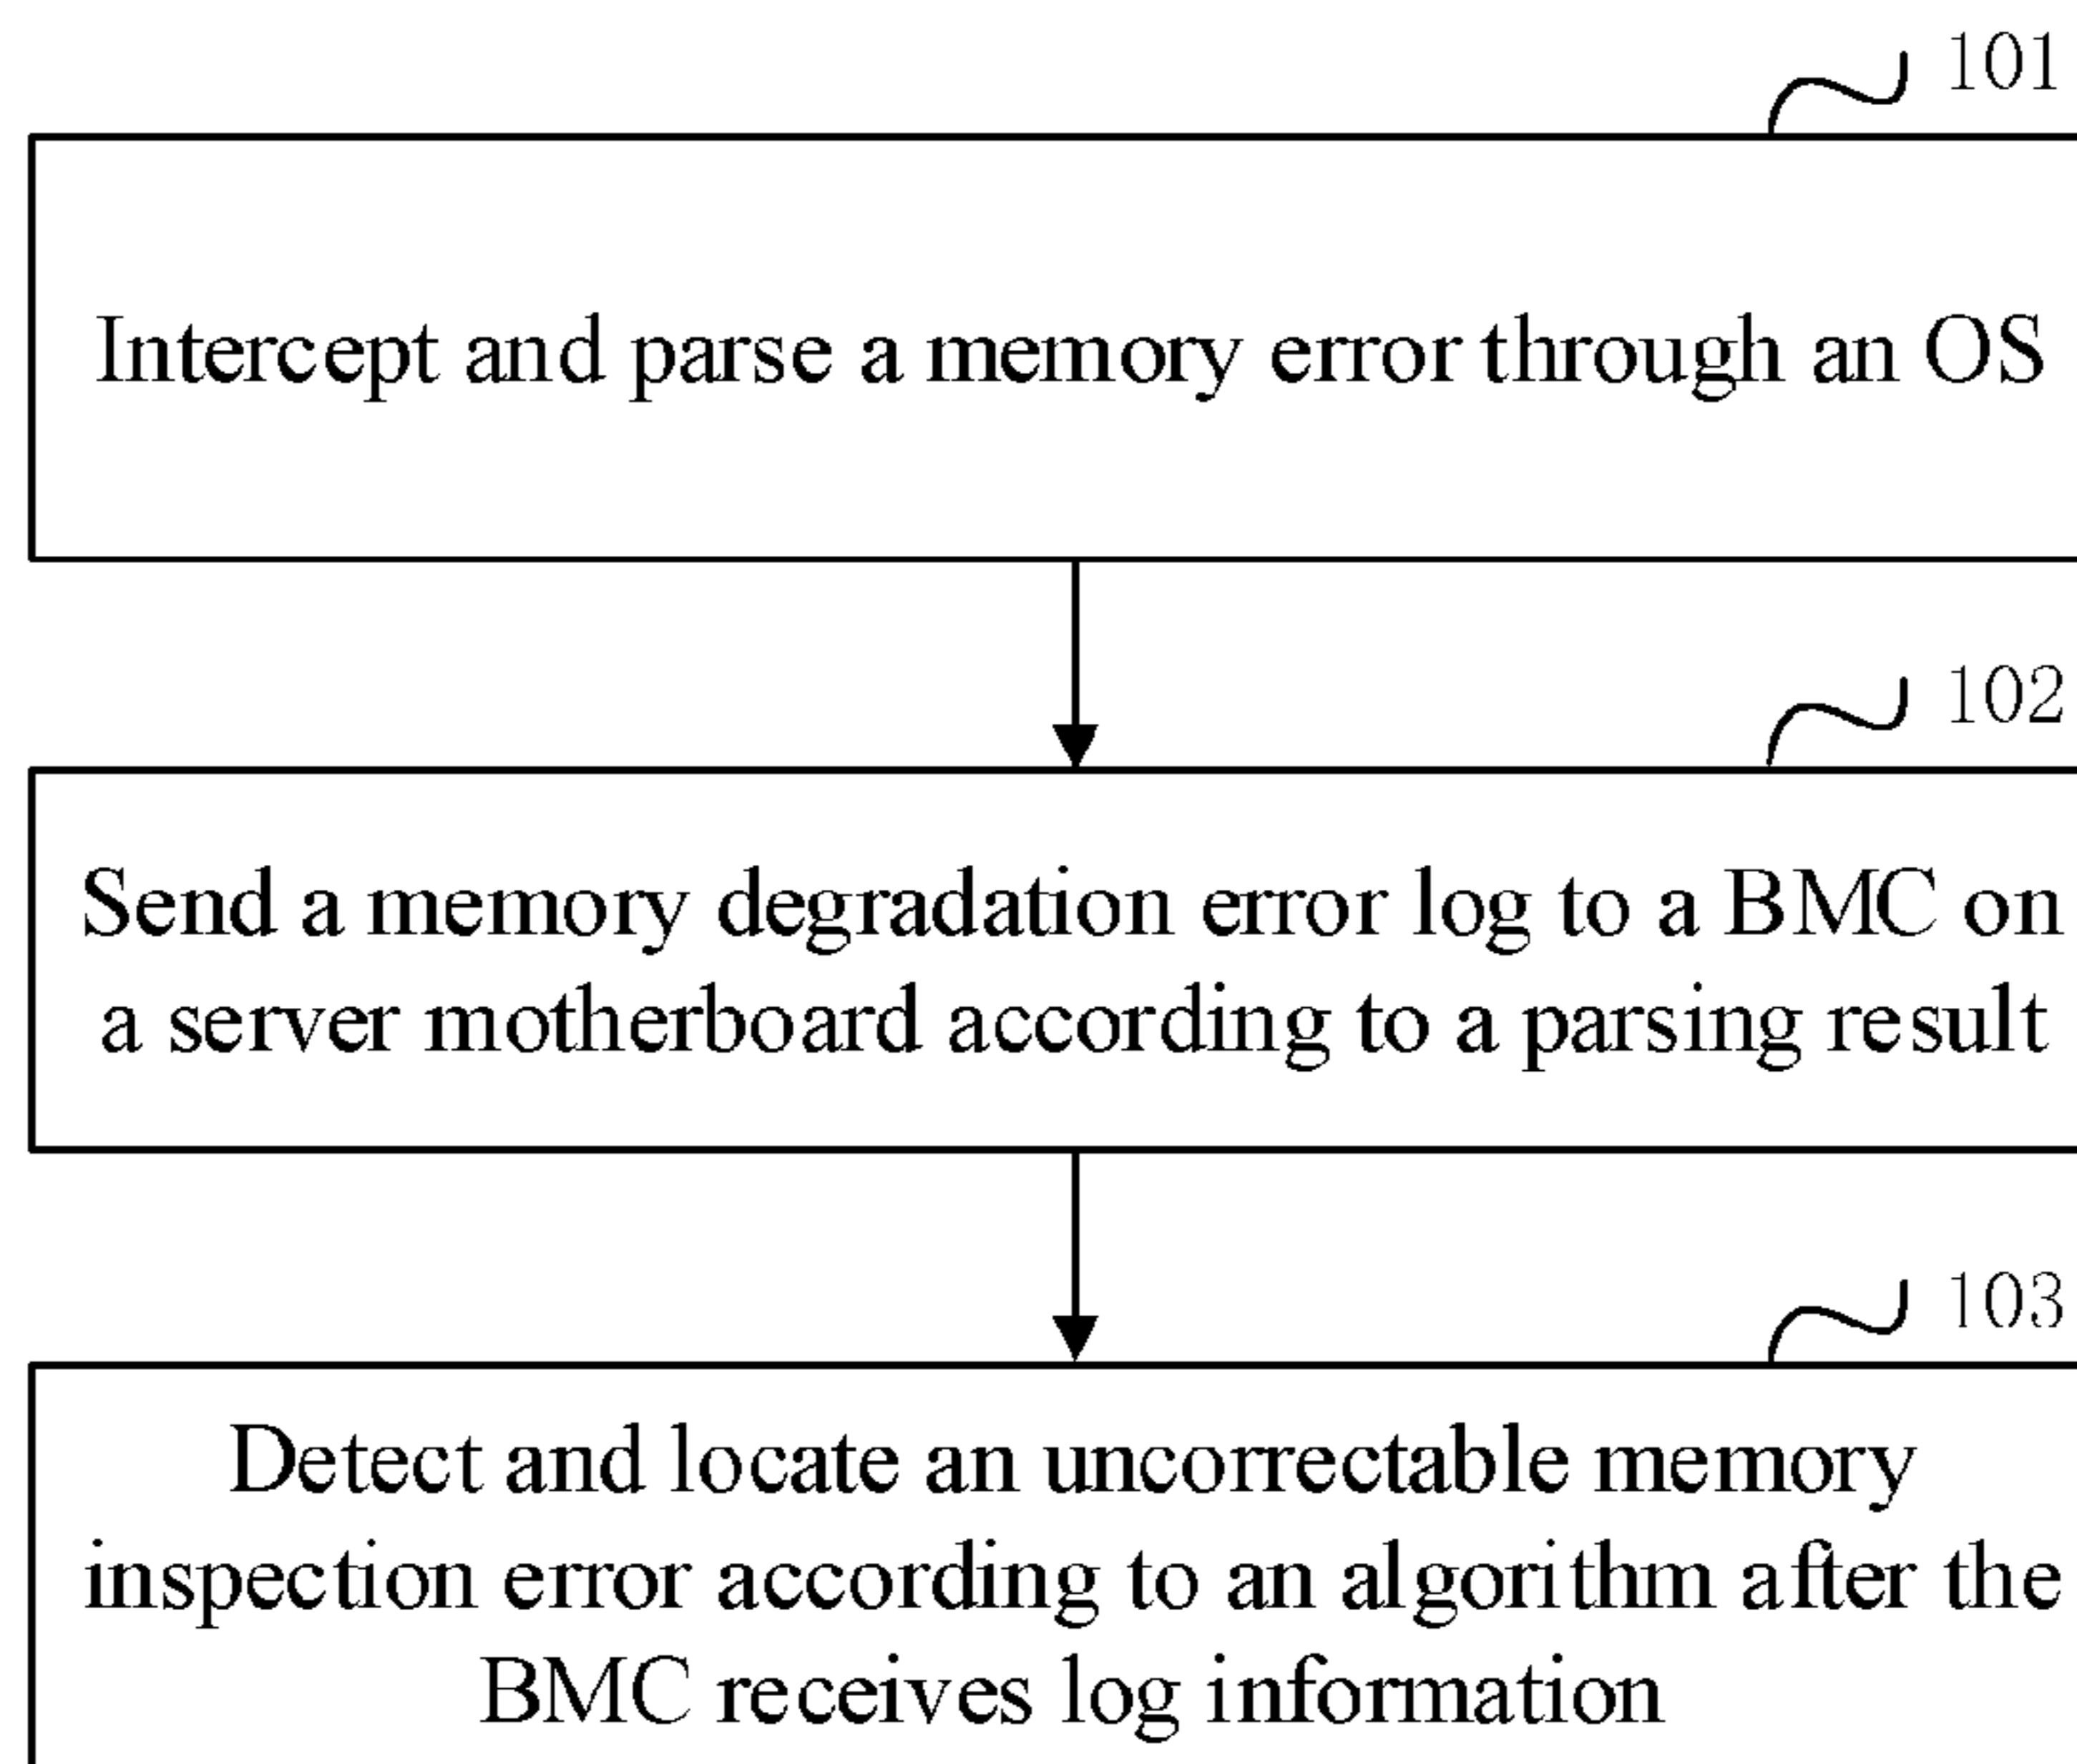 101
Intercept and parse a memory error through an OS
102
Send a memory degradation error log to a BMC on
a server motherboard according to a parsing result
103
Detect and locate an uncorrectable memory
inspection error according to an algorithm after the
BMC receives log information